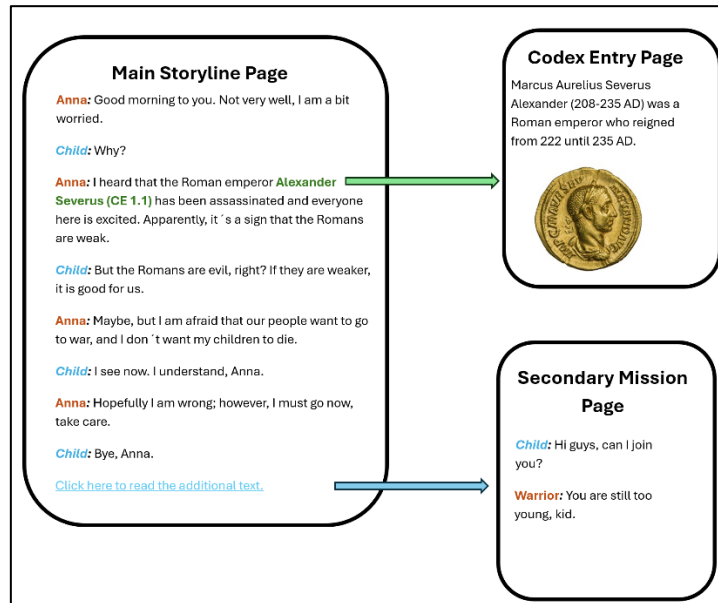 Main Storyline Page
Anna: Good morning to you. Not very well, I am a bit
worried.
Child: Why?
Anna: I heard that the Roman emperor Alexander
Severus (CE 1.1) has been assassinated and everyone
here is excited. Apparently, it´s a sign that the Romans
are weak.
Child: But the Romans are evil, right? If they are weaker,
it is good for us.
Anna: Maybe, but I am afraid that our people want to go
to war, and I don´t want my children to die.
Child: I see now. I understand, Anna.
Anna: Hopefully I am wrong; however, I must go now,
take care.
Child: Bye, Anna.
Click here to read the additional text.
Codex Entry Page
Marcus Aurelius Severus
Alexander (208-235 AD) was a
Roman emperor who reigned
from 222 until 235 AD.
Secondary Mission
Page
Child: Hi guys, can I join
you?
Warrior: You are still too
young, kid.